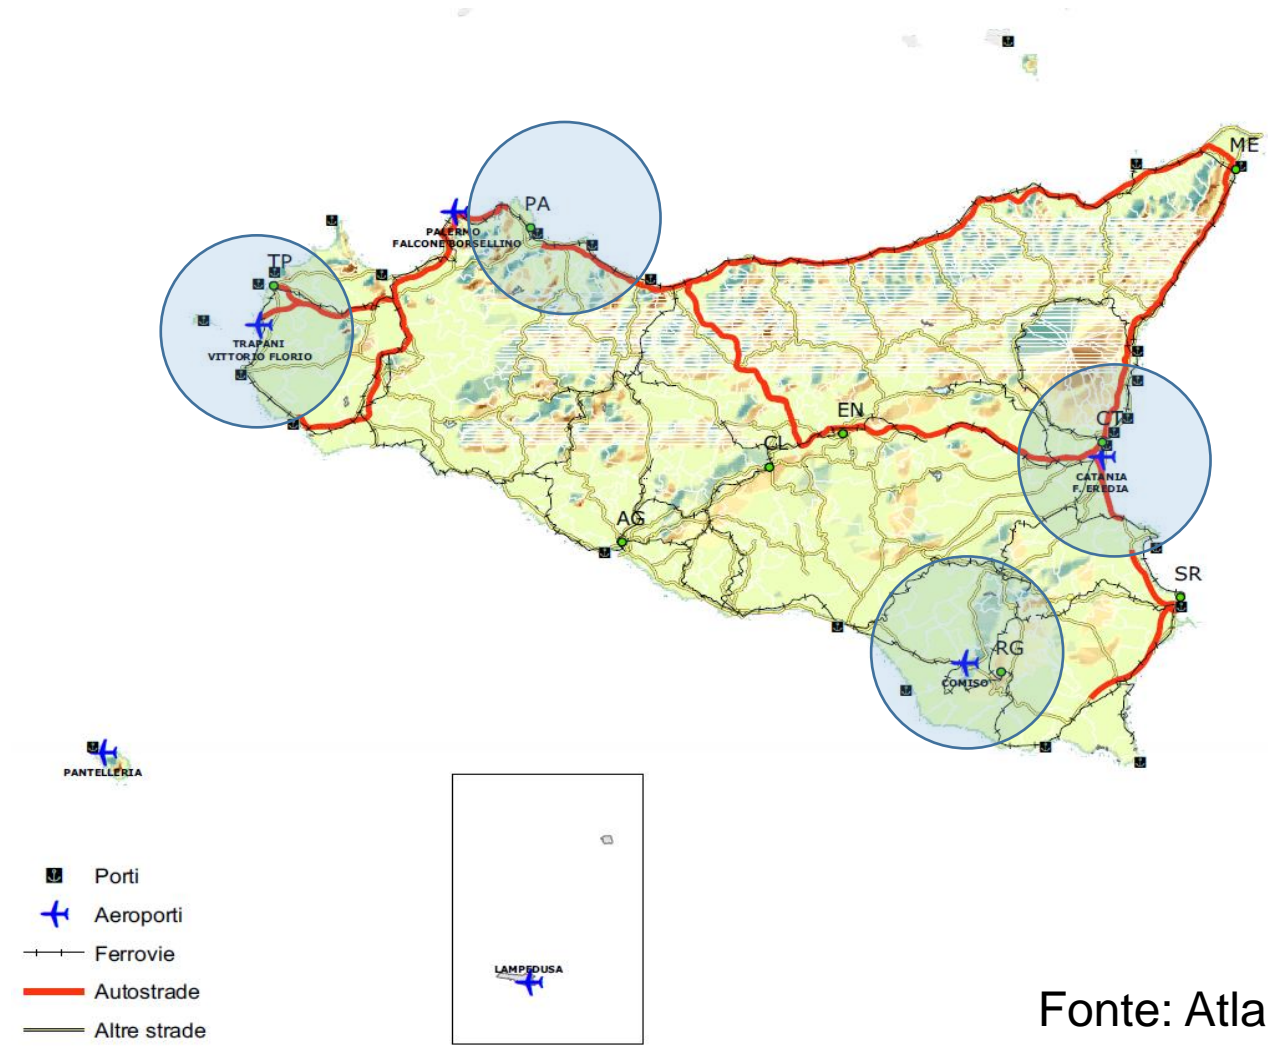 ME
PA
PALERMO
FALCONE BORSELLINO
TP
TRAPANI
VITTORIO FLORIO
EN
CT
CL
CATANIA
F. EREDIA
AG
SR
RG
COMISO
PANTELLERIA
LAMPEDUSA
Porti
Aeroporti
Ferrovie
Autostrade
Altre strade
Fonte: Atla